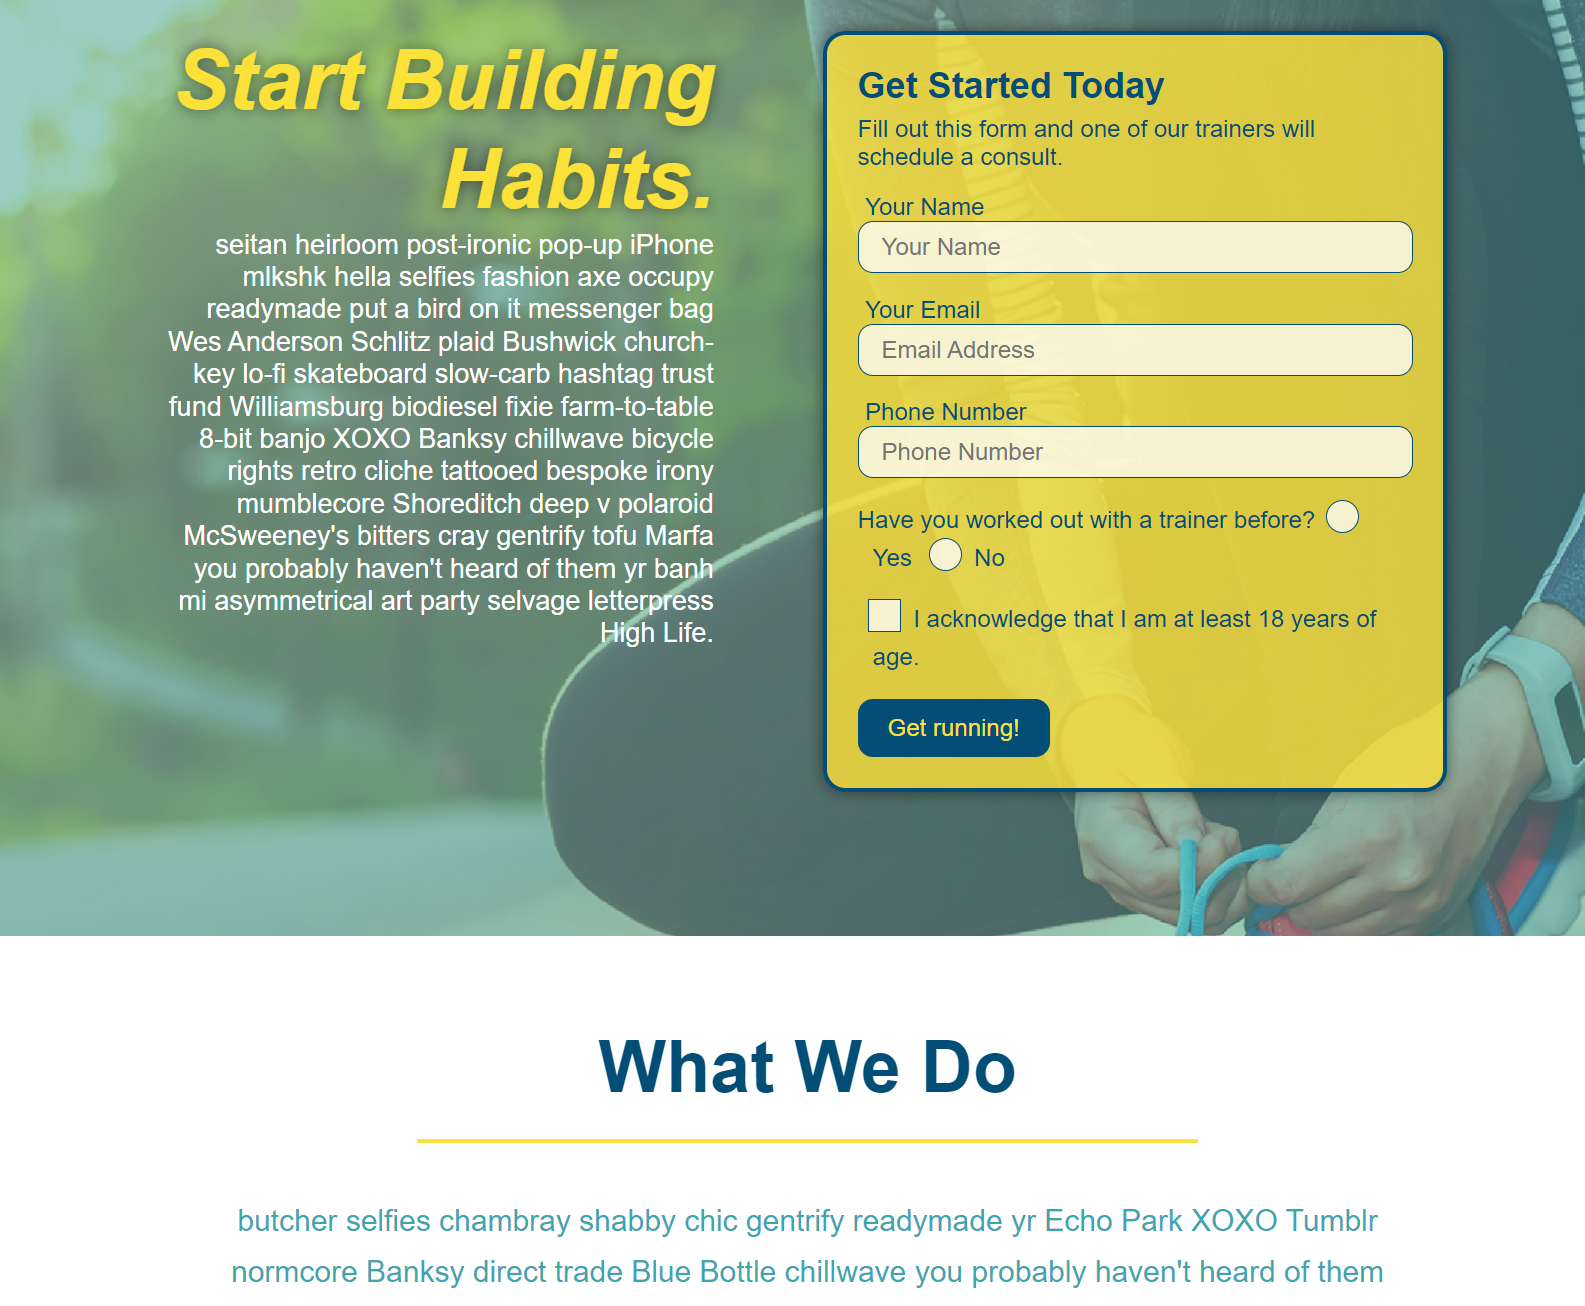 Start Building
Habits.
seitan heirloom post-ironic pop-up iPhone
mlkshk hella selfies fashion axe occupy
readymade put a bird on it messenger bag
Wes Anderson Schlitz plaid Bushwick church-
key lo-fi skateboard slow-carb hashtag trust
fund Williamsburg biodiesel fixie farm-to-table
8-bit banjo XOXO Banksy chillwave bicycle
rights retro cliche tattooed bespoke irony
mumblecore Shoreditch deep v polaroid
McSweeney's bitters cray gentrify tofu Marfa
you probably haven't heard of them yr banh
mi asymmetrical art party selvage letterpress
High Life.
Get Started Today
Fill out this form and one of our trainers will
schedule a consult.
Your Name
Your Name
Your Email
Email Address
Phone Number
Phone Number
Have you worked out with a trainer before?
Yes No
I acknowledge that I am at least 18 years of
age.
Get running!
What We Do
butcher selfies chambray shabby chic gentrify readymade yr Echo Park XOXO Tumblr
normcore Banksy direct trade Blue Bottle chillwave you probably haven't heard of them